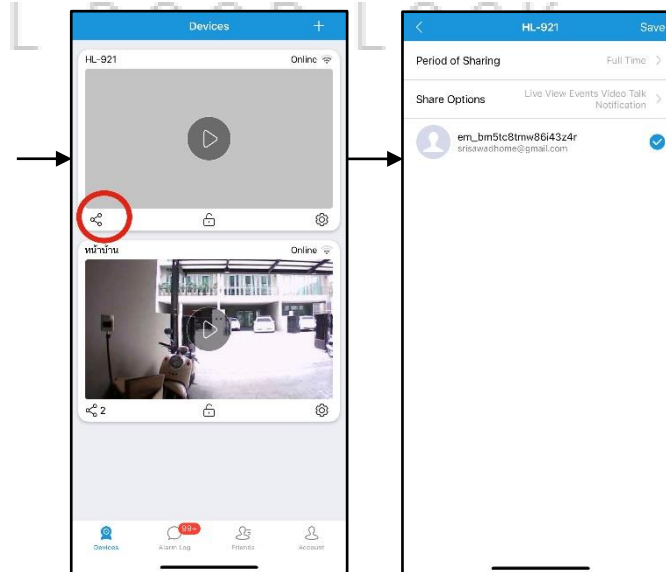 Devices
+
HL-921
Online
Online
หน้าบ้าน
2
99+
Devices
Alarm Log
Friends
Account
HL-921
Save
Period of Sharing
Full Time
Share Options
Live View Events Video Talk
Notification
em_bm5tc8tmw86i43z4r
srisawadhome@gmail.com